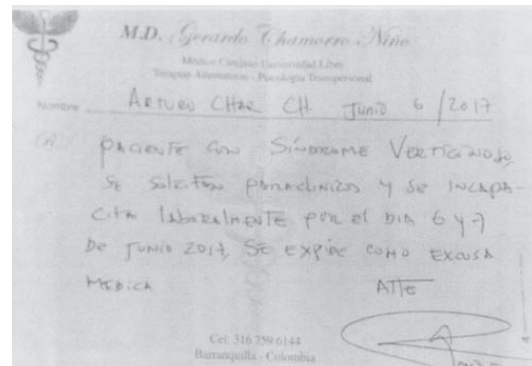 M.D. Gerardo Chamorro Niño
Médico Cirujano Universidad Libre
Terapias Alternativas - Psicología Transpersonal
Nombre ARTURO CHAR CH JUNIO 6/2017
PACIENTE CON SÍNDROME VERTIGINOSO,
SE SOLICITAN PARACLINICOS Y SE INCAPA-
CITA LABORALMENTE POR EL DIA 6 y 7
DE JUNIO 2017, SE EXPIDE COMO EXCUSA
MEDICA
ATTE
Cel: 316 759 6144
Barranquilla - Colombia